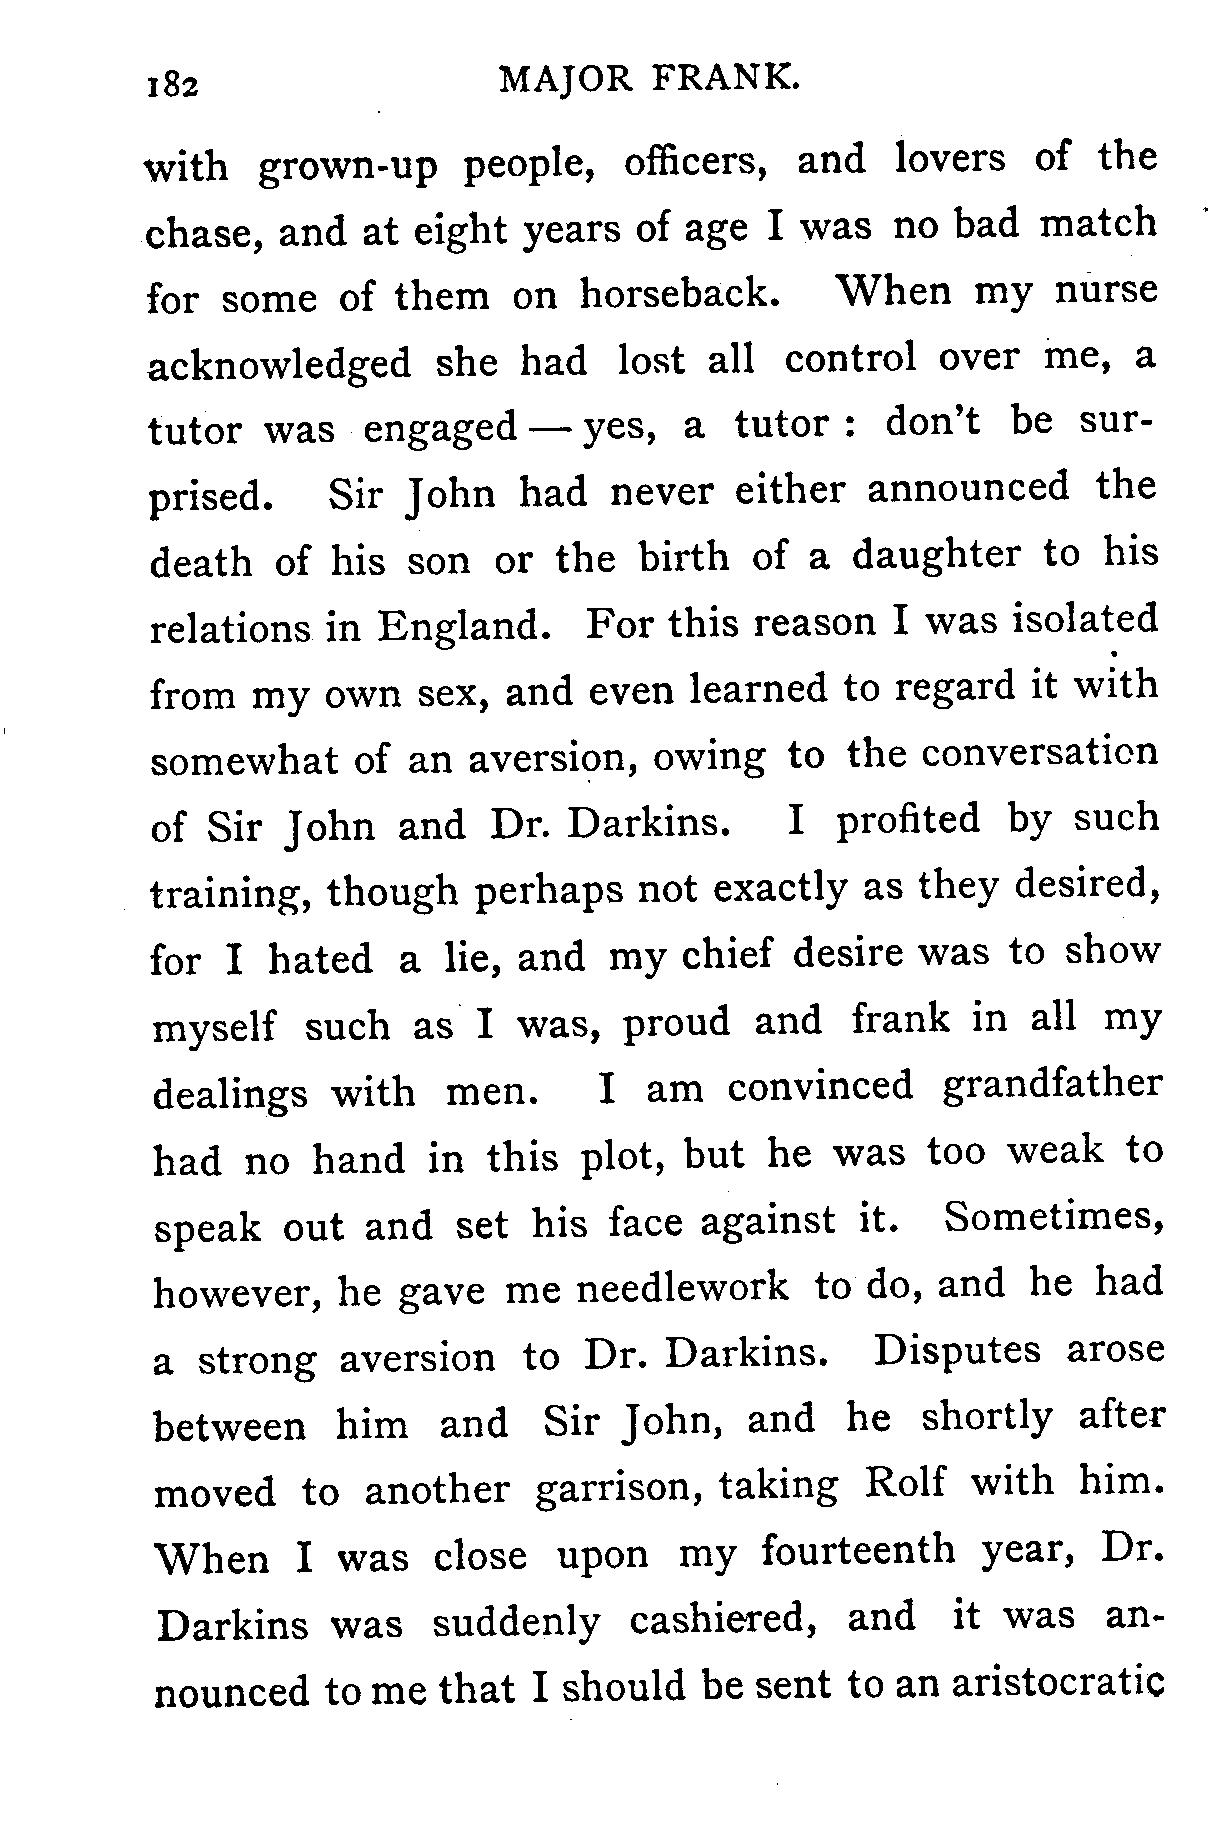 182 MAJOR FRANK.
with grown-up people, officers, and lovers of the
chase, and at eight years of age I was no bad match
for some of them on horseback. When my nurse
acknowledged she had lost all control over me, a
tutor was engaged — yes, a tutor : don't be sur-
prised. Sir John had never either announced the
death of his son or the birth of a daughter to his
relations in England. For this reason I was isolated
from my own sex, and even learned to regard it with
somewhat of an aversion, owing to the conversation
of Sir John and Dr. Darkins. I profited by such
training, though perhaps not exactly as they desired,
for I hated a lie, and my chief desire was to show
myself such as I was, proud and frank in all my
dealings with men. I am convinced grandfather
had no hand in this plot, but he was too weak to
speak out and set his face against it. Sometimes,
however, he gave me needlework to do, and he had
a strong aversion to Dr. Darkins. Disputes arose
between him and Sir John, and he shortly after
moved to another garrison, taking Rolf with him.
When I was close upon my fourteenth year, Dr.
Darkins was suddenly cashiered, and it was an-
nounced to me that I should be sent to an aristocratic